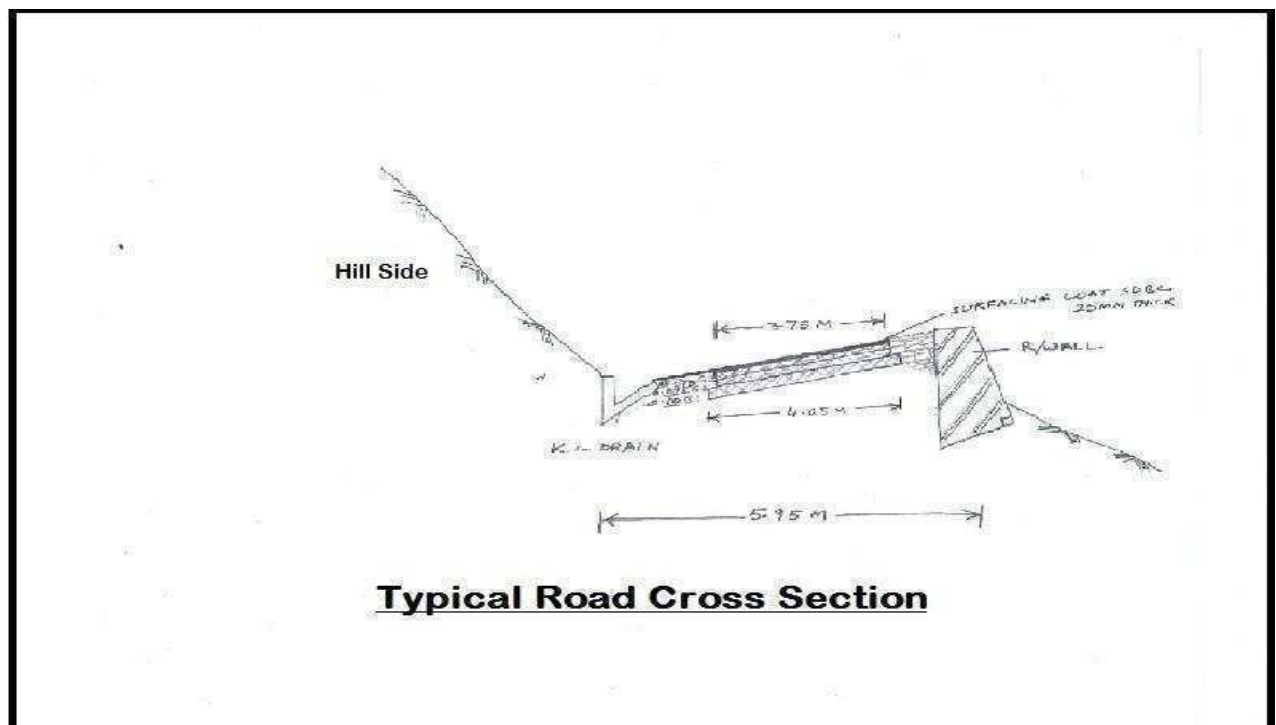 Hill Side
3.75 M
SURFACING COAT SDBC
25MM THICK
R/WALL
4.05 M
K.C. DRAIN
5.95 M
Typical Road Cross Section